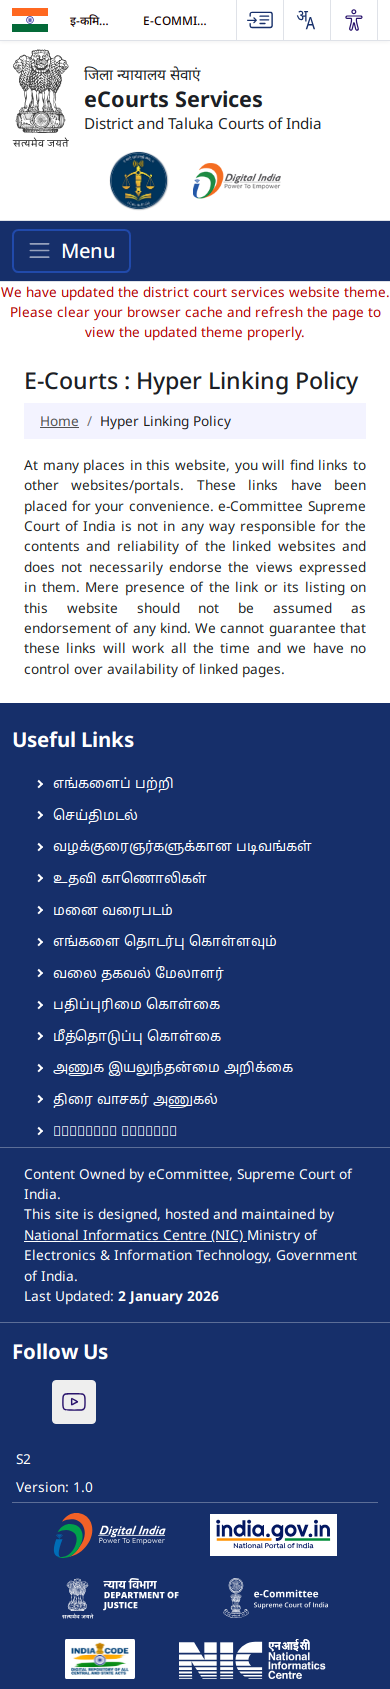 इ-कमि...
E-COMMI...
सत्यमेव जयते
जिला न्यायालय सेवाएं
eCourts Services
District and Taluka Courts of India
Digital India
Power To Empower
Menu
We have updated the district court services website theme.
Please clear your browser cache and refresh the page to
view the updated theme properly.
E-Courts : Hyper Linking Policy
Home / Hyper Linking Policy
At many places in this website, you will find links to
other websites/portals. These links have been
placed for your convenience. e-Committee Supreme
Court of India is not in any way responsible for the
contents and reliability of the linked websites and
does not necessarily endorse the views expressed
in them. Mere presence of the link or its listing on
this website should not be assumed as
endorsement of any kind. We cannot guarantee that
these links will work all the time and we have no
control over availability of linked pages.
Useful Links
எங்களைப் பற்றி
செய்திமடல்
வழக்குரைஞர்களுக்கான படிவங்கள்
உதவி காணொலிகள்
மனை வரைபடம்
எங்களை தொடர்பு கொள்ளவும்
வலை தகவல் மேலாளர்
பதிப்புரிமை கொள்கை
மீத்தொடுப்பு கொள்கை
அணுக இயலுந்தன்மை அறிக்கை
திரை வாசகர் அணுகல்
Content Owned by eCommittee, Supreme Court of
India.
This site is designed, hosted and maintained by
National Informatics Centre (NIC) Ministry of
Electronics & Information Technology, Government
of India.
Last Updated: 2 January 2026
Follow Us
S2
Version: 1.0
Digital India
Power To Empower
india.gov.in
National Portal of India
सत्यमेव जयते
न्याय विभाग
DEPARTMENT OF
JUSTICE
e-Committee
Supreme Court of India
INDIA CODE
DIGITAL REPOSITORY OF ALL
CENTRAL AND STATE ACTS
NIC
एनआईसी
National
Informatics
Centre